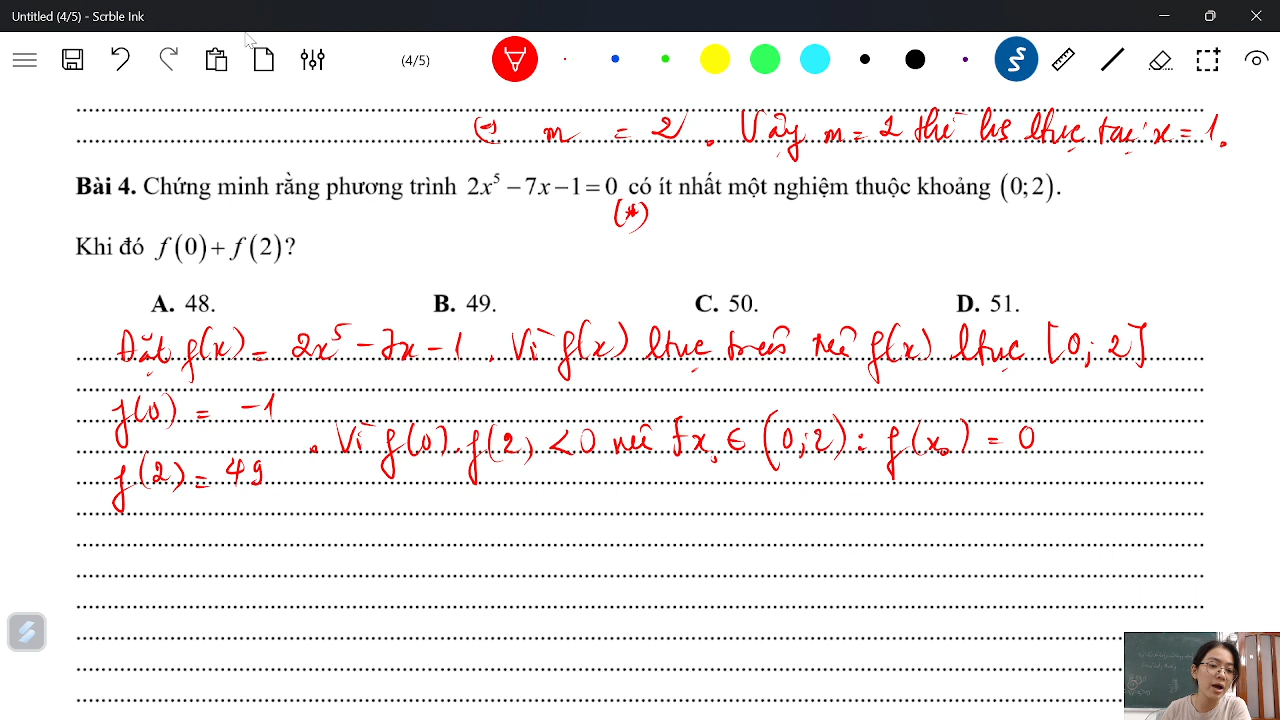 Untitled (4/5) - Scrble Ink
(4/5)
⇔ m = 2. Vậy m = 2 thì hs ltục tại x = 1.
Bài 4. Chứng minh rằng phương trình 2x⁵ − 7x − 1 = 0 có ít nhất một nghiệm thuộc khoảng (0;2).
(*)
Khi đó f(0) + f(2)?
A. 48. B. 49. C. 50. D. 51.
Đặt f(x) = 2x⁵ − 7x − 1. Vì f(x) ltục trên nên f(x) ltục [0; 2]
f(0) = −1
. Vì f(0).f(2) < 0 nên ∃x₀ ∈ (0;2) : f(x₀) = 0
f(2) = 49